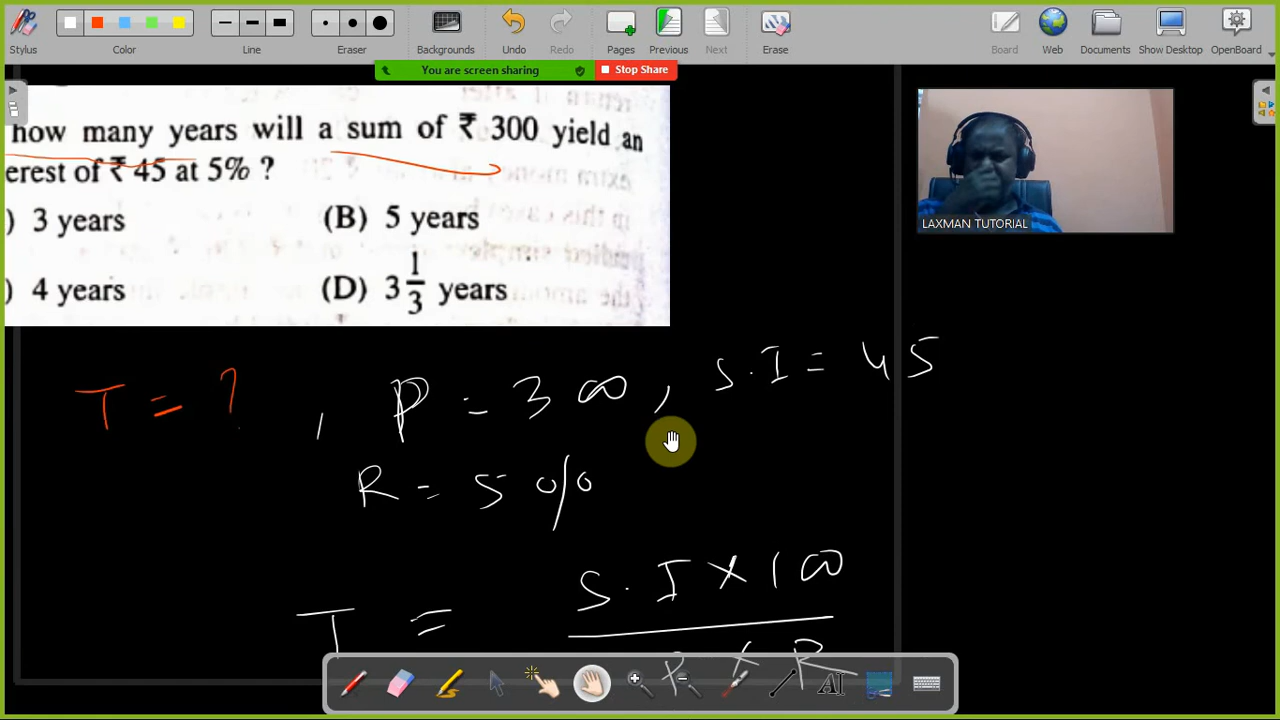 Stylus Color Line Eraser Backgrounds Undo Redo Pages Previous Next Erase Board Web Documents Show Desktop OpenBoard
You are screen sharing Stop Share
how many years will a sum of ₹ 300 yield an
erest of ₹ 45 at 5% ?
) 3 years (B) 5 years
) 4 years (D) 3 1/3 years
LAXMAN TUTORIAL
T = ? , P = 300 , S.I = 45
R = 5 %
T = S.I × 100
P × R